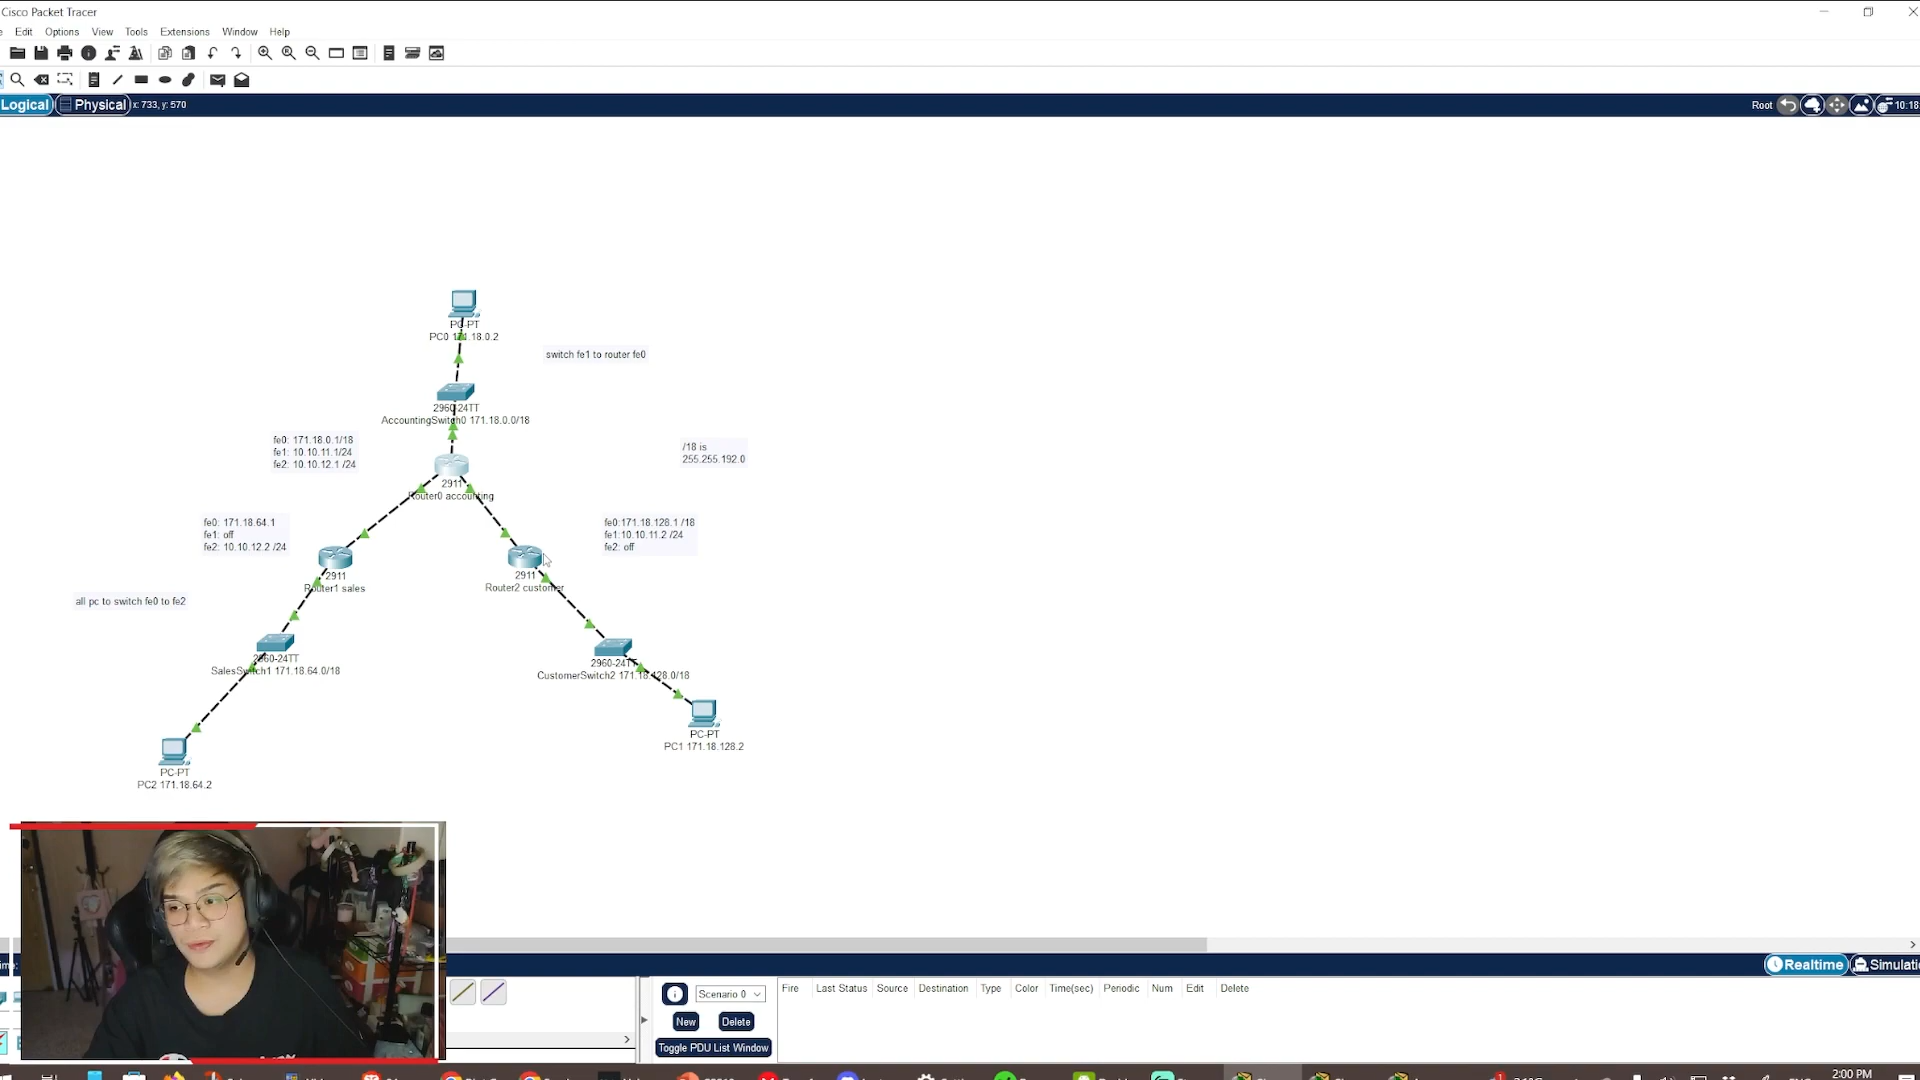 Cisco Packet Tracer
Edit Options View Tools Extensions Window Help
Logical Physical x: 733, y: 570
Root 10:18:
PC-PT
PC0 171.18.0.2
switch fe1 to router fe0
2960-24TT
AccountingSwitch0 171.18.0.0/18
fe0: 171.18.0.1/18
fe1: 10.10.11.1/24
fe2: 10.10.12.1 /24
/18 is
255.255.192.0
2911
Router0 accounting
fe0: 171.18.64.1
fe1: off
fe2: 10.10.12.2 /24
fe0:171.18.128.1 /18
fe1:10.10.11.2 /24
fe2: off
2911
Router1 sales
2911
Router2 customer
all pc to switch fe0 to fe2
2960-24TT
SalesSwitch1 171.18.64.0/18
2960-24TT
CustomerSwitch2 171.18.128.0/18
PC-PT
PC1 171.18.128.2
PC-PT
PC2 171.18.64.2
Realtime Simulati
Scenario 0
New Delete
Toggle PDU List Window
Fire Last Status Source Destination Type Color Time(sec) Periodic Num Edit Delete
2:00 PM